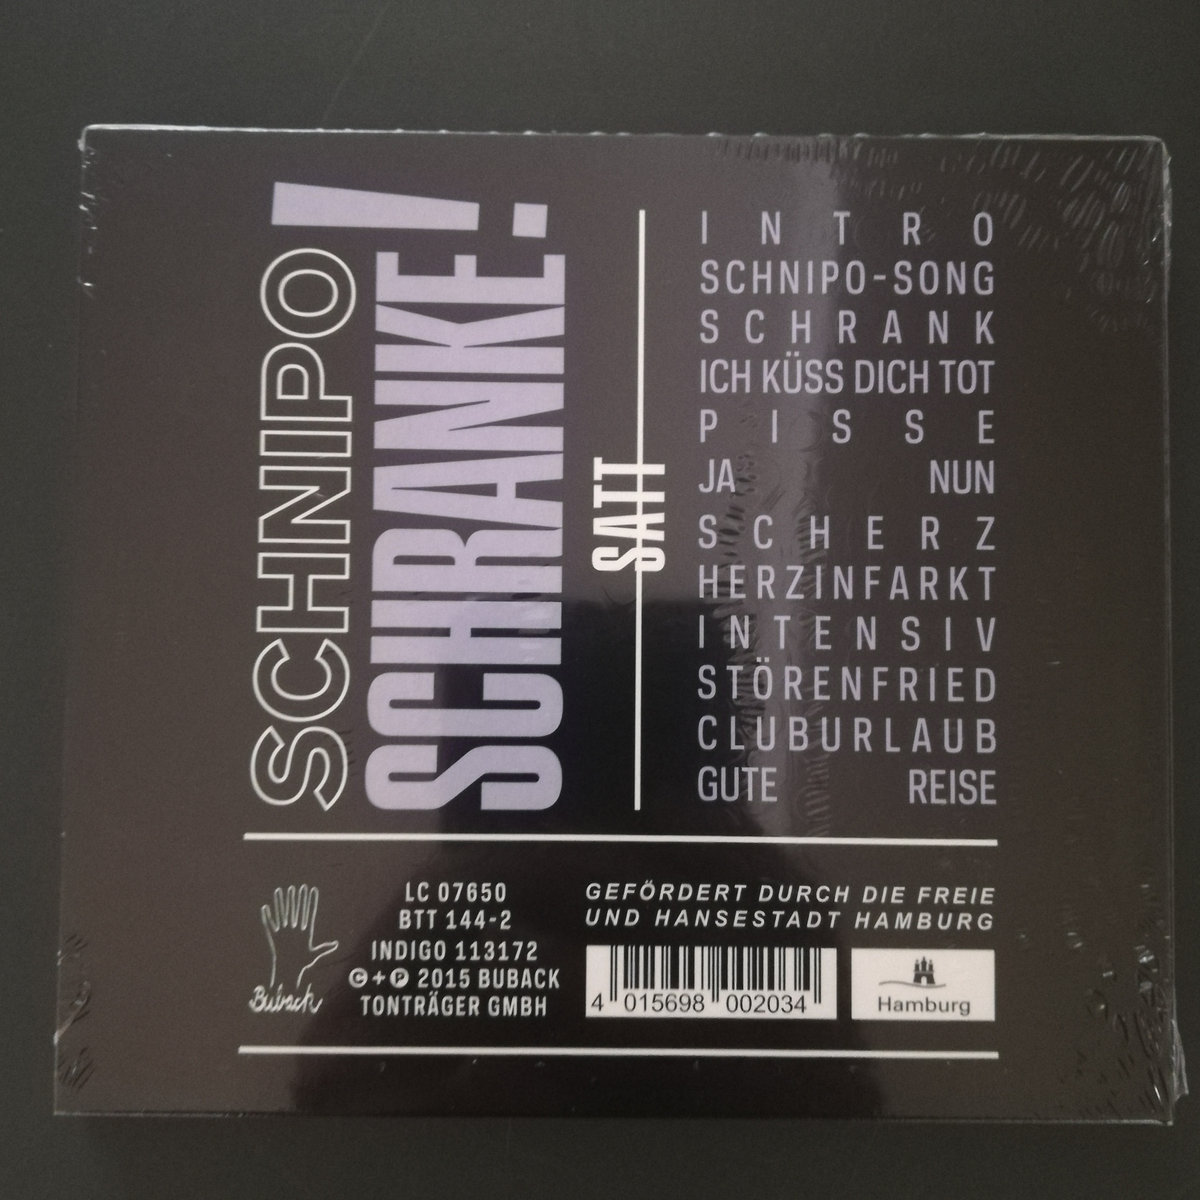 SCHNIPO
SCHRANKE!
SATT
INTRO
SCHNIPO-SONG
SCHRANK
ICH KÜSS DICH TOT
PISSE
JA NUN
SCHERZ
HERZINFARKT
INTENSIV
STÖRENFRIED
CLUBURLAUB
GUTE REISE
Buback
LC 07650
BTT 144-2
INDIGO 113172
©+℗ 2015 BUBACK
TONTRÄGER GMBH
GEFÖRDERT DURCH DIE FREIE
UND HANSESTADT HAMBURG
4 015698 002034
Hamburg